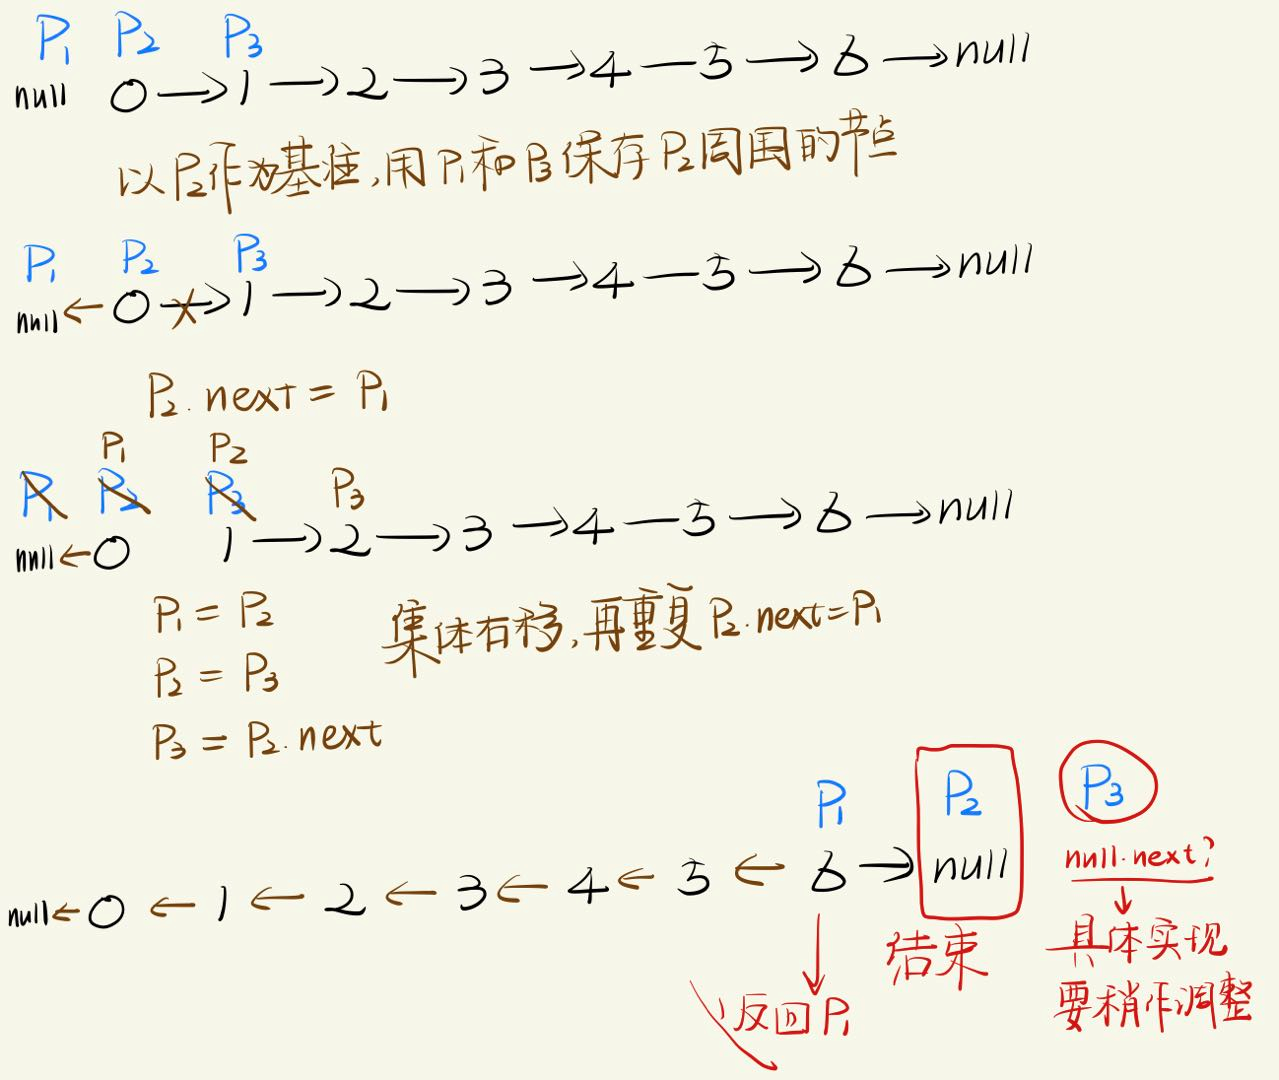 P1 P2 P3
null 0→1→2→3→4—5→6→null
以P2作为基准,用P1和P3保存P2周围的节点
P1 P2 P3
null←0→1→2→3→4—5→6→null
P2.next = P1
P1 P2
P1 P2 P3 P3
null←0 1→2→3→4—5→6→null
P1 = P2
集体右移,再重复P2.next=P1
P2 = P3
P3 = P2.next
P1 P2 P3
null←0←1←2←3←4←5←6→null
null.next?
结束
具体实现
要稍作调整
返回P1